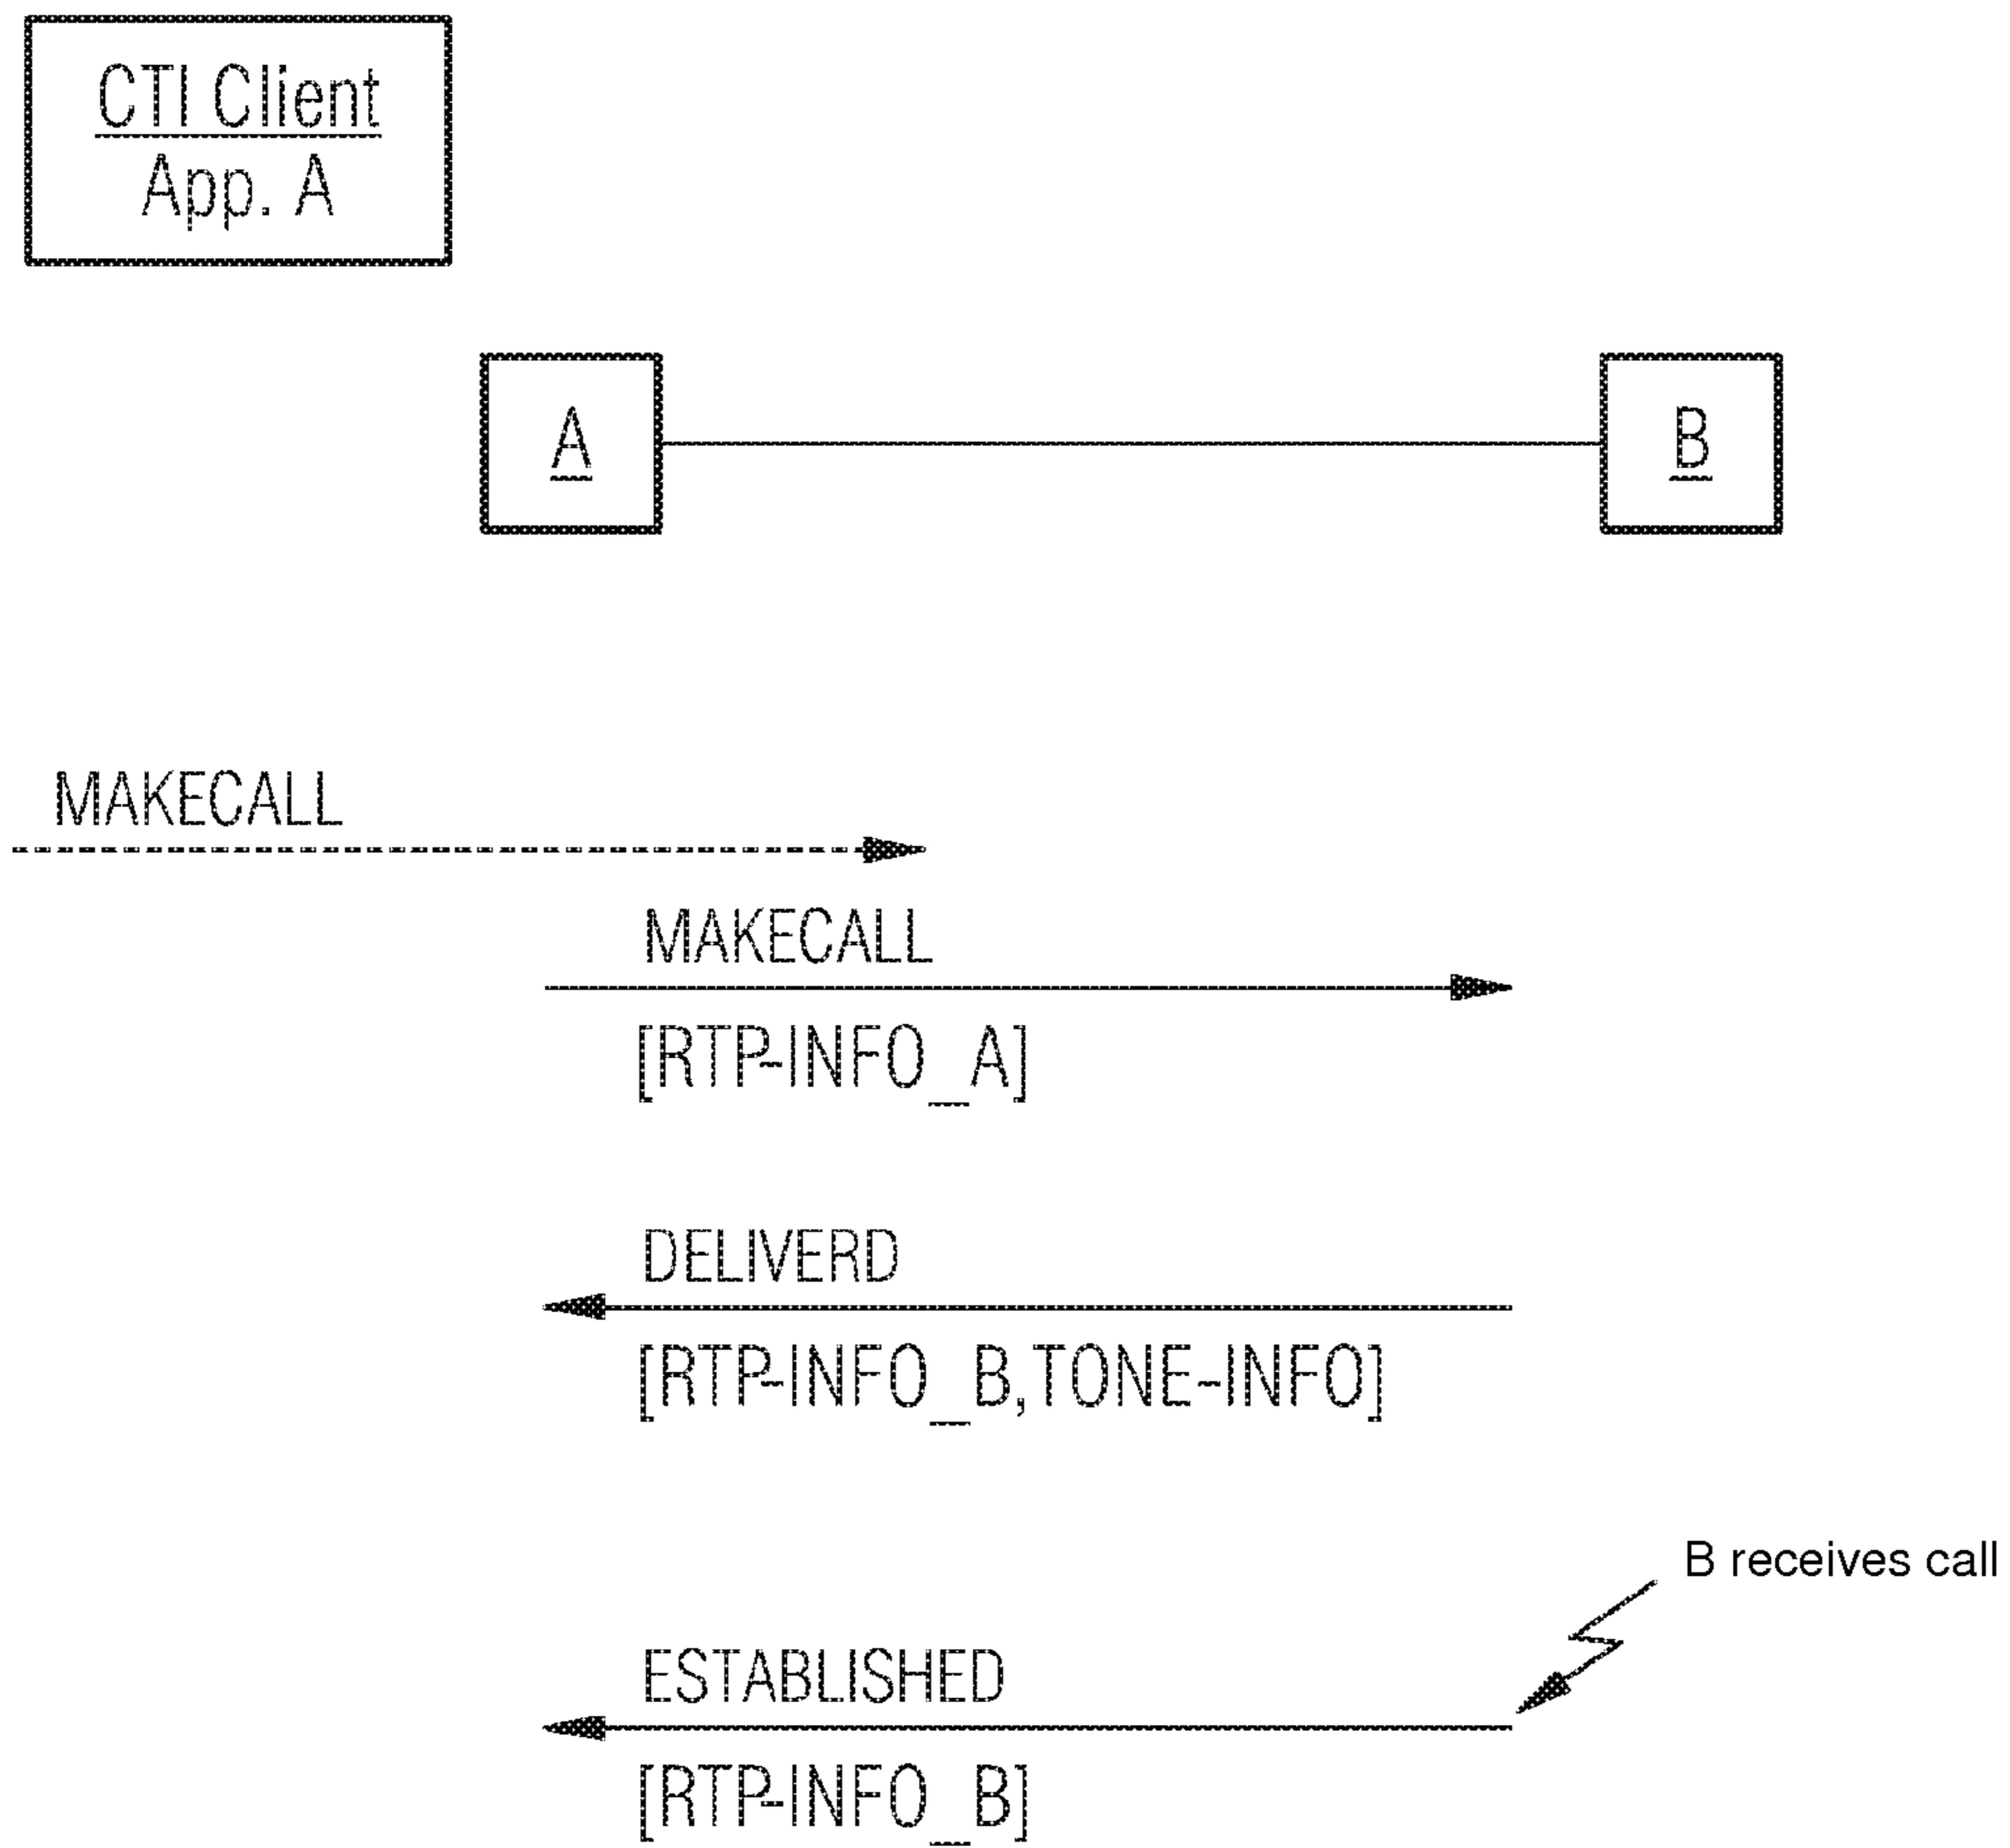 CTI Client
App. A
A
B
MAKECALL
MAKECALL
[RTP-INFO_A]
DELIVERD
[RTP-INFO_B,TONE-INFO]
B receives call
ESTABLISHED
[RTP-INFO_B]